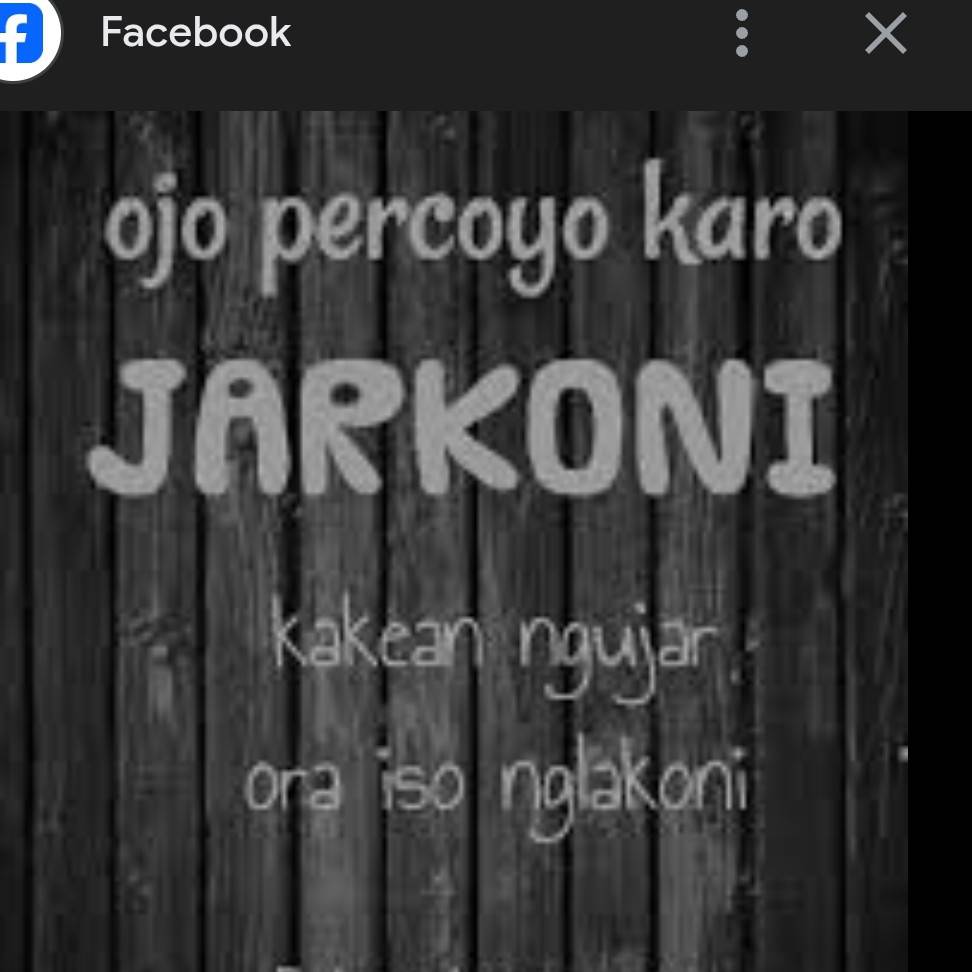 Facebook
ojo percoyo karo
JARKONI
kakean ngujar
ora iso nglakoni